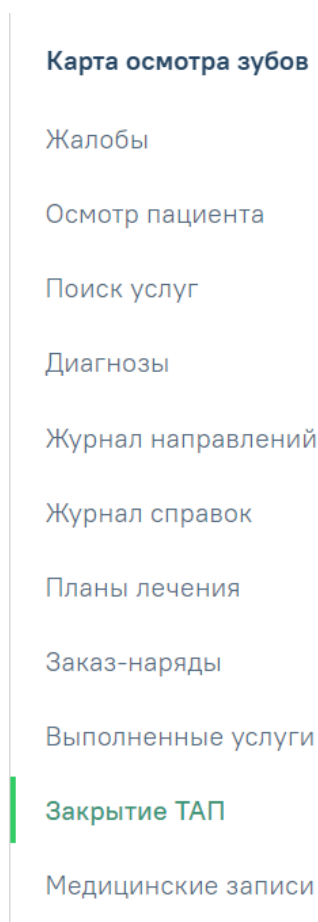 Карта осмотра зубов
Жалобы
Осмотр пациента
Поиск услуг
Диагнозы
Журнал направлений
Журнал справок
Планы лечения
Заказ-наряды
Выполненные услуги
Закрытие ТАП
Медицинские записи